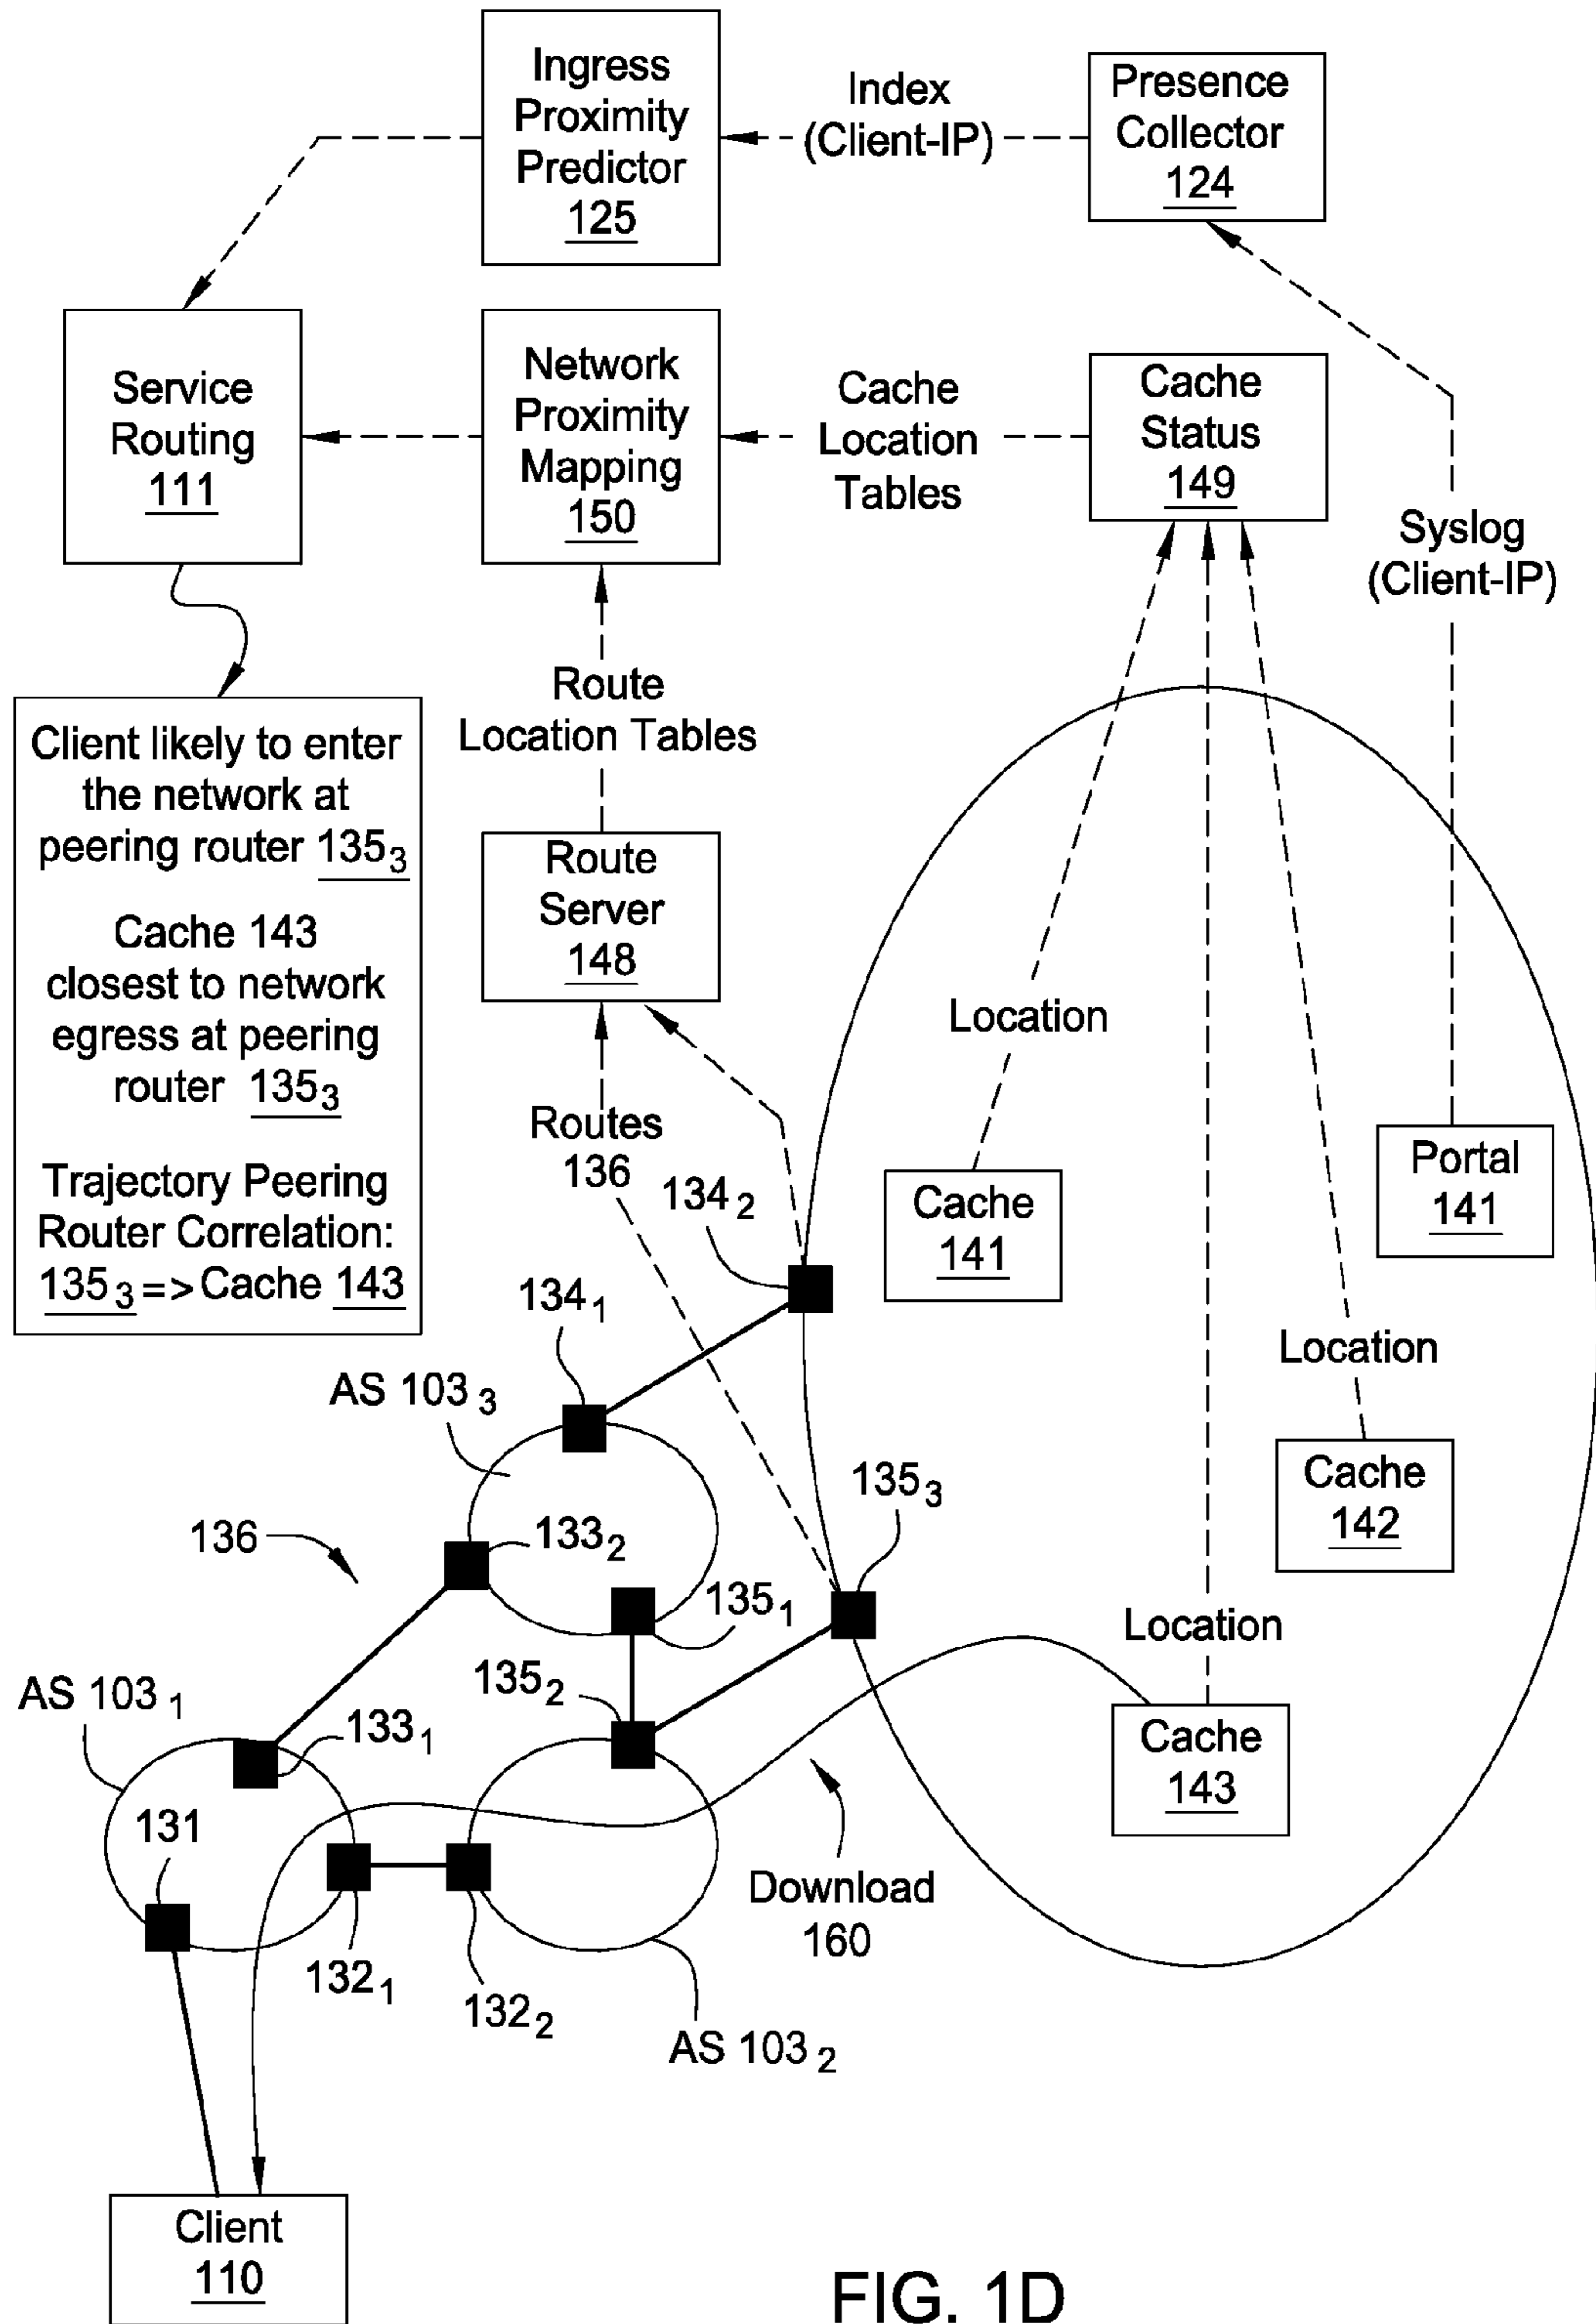 Ingress
Proximity
Predictor
125
Index
(Client-IP)
Presence
Collector
124
Service
Routing
111
Network
Proximity
Mapping
150
Cache
Location
Tables
Cache
Status
149
Syslog
(Client-IP)
Route
Location Tables
Client likely to enter
the network at
peering router 135₃
Cache 143
closest to network
egress at peering
router 135₃
Trajectory Peering
Router Correlation:
135₃ => Cache 143
Route
Server
148
Location
Routes
136
134₂
Cache
141
Portal
141
134₁
Location
AS 103₃
Cache
142
135₃
136
133₂
135₁
Location
135₂
AS 103₁
133₁
Cache
143
131
Download
160
132₁
132₂
AS 103₂
Client
110
FIG. 1D